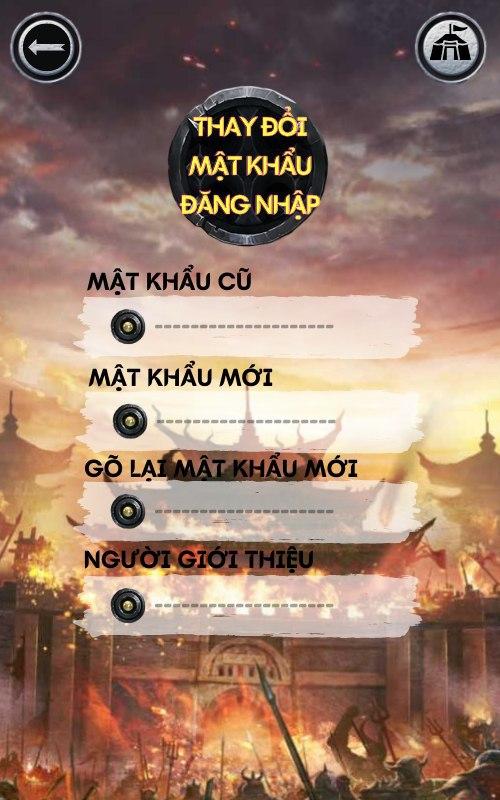 THAY ĐỔI
MẬT KHẨU
ĐĂNG NHẬP
MẬT KHẨU CŨ
---------------------
MẬT KHẨU MỚI
---------------------
GÕ LẠI MẬT KHẨU MỚI
---------------------
NGƯỜI GIỚI THIỆU
---------------------